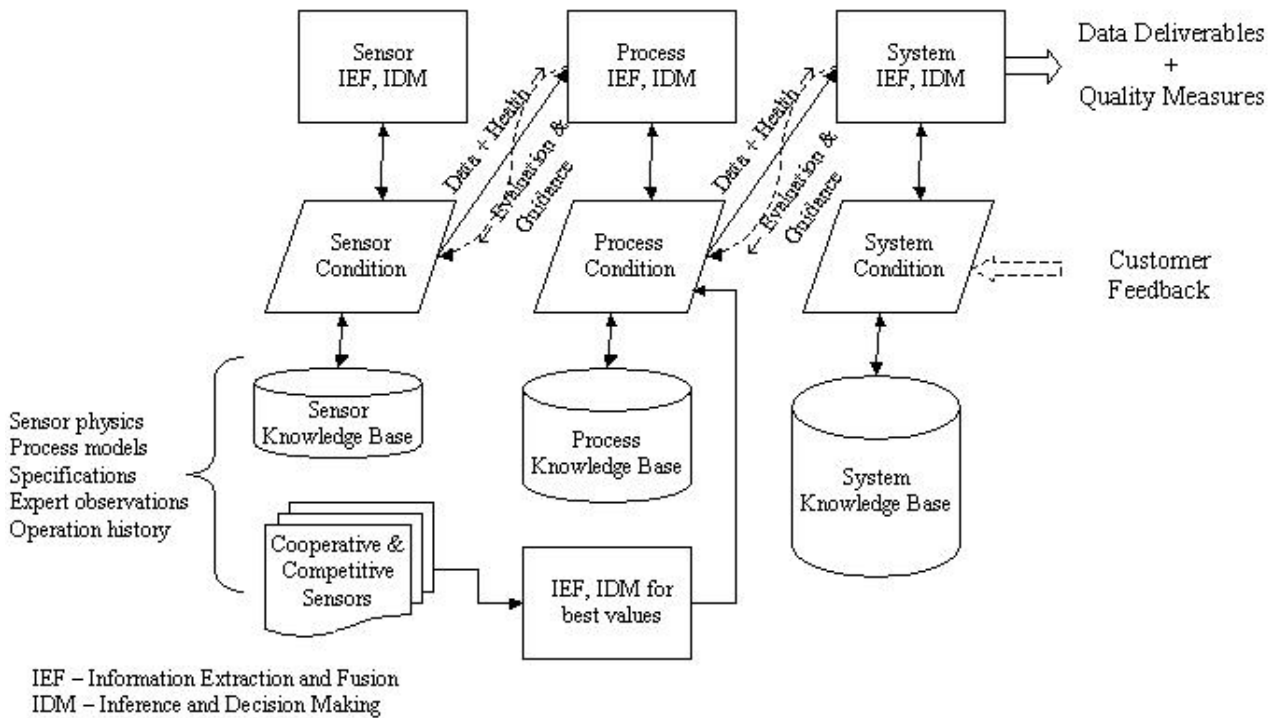 Sensor
IEF, IDM
Process
IEF, IDM
System
IEF, IDM
Data Deliverables
+
Quality Measures
Data + Health
Evaluation &
Guidance
Data + Health
Evaluation &
Guidance
Sensor
Condition
Process
Condition
System
Condition
Customer
Feedback
Sensor physics
Process models
Specifications
Expert observations
Operation history
Sensor
Knowledge Base
Process
Knowledge Base
System
Knowledge Base
Cooperative &
Competitive
Sensors
IEF, IDM for
best values
IEF – Information Extraction and Fusion
IDM – Inference and Decision Making